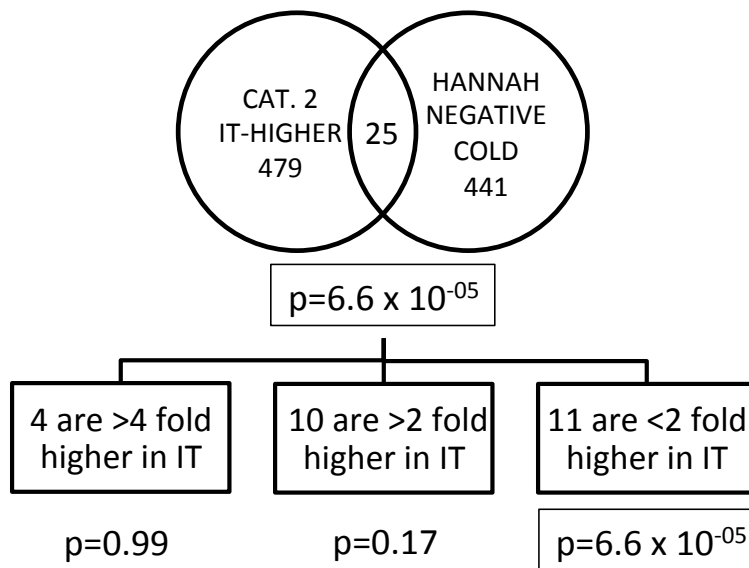 CAT. 2
IT-HIGHER
479
25
HANNAH
NEGATIVE
COLD
441
p=6.6 x 10⁻⁰⁵
4 are >4 fold
higher in IT
10 are >2 fold
higher in IT
11 are <2 fold
higher in IT
p=0.99
p=0.17
p=6.6 x 10⁻⁰⁵